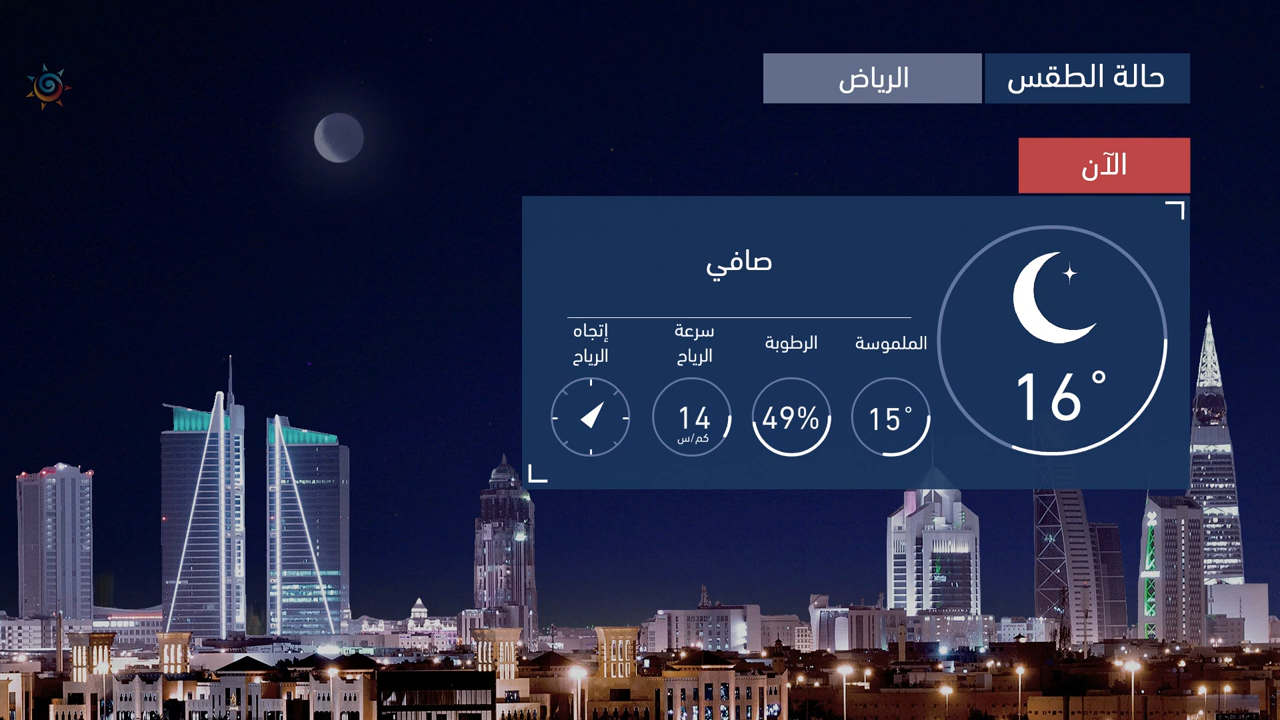 حالة الطقس
الرياض
الآن
16°
صافي
الملموسة
15°
الرطوبة
49%
سرعة
الرياح
14
كم/س
إتجاه
الرياح